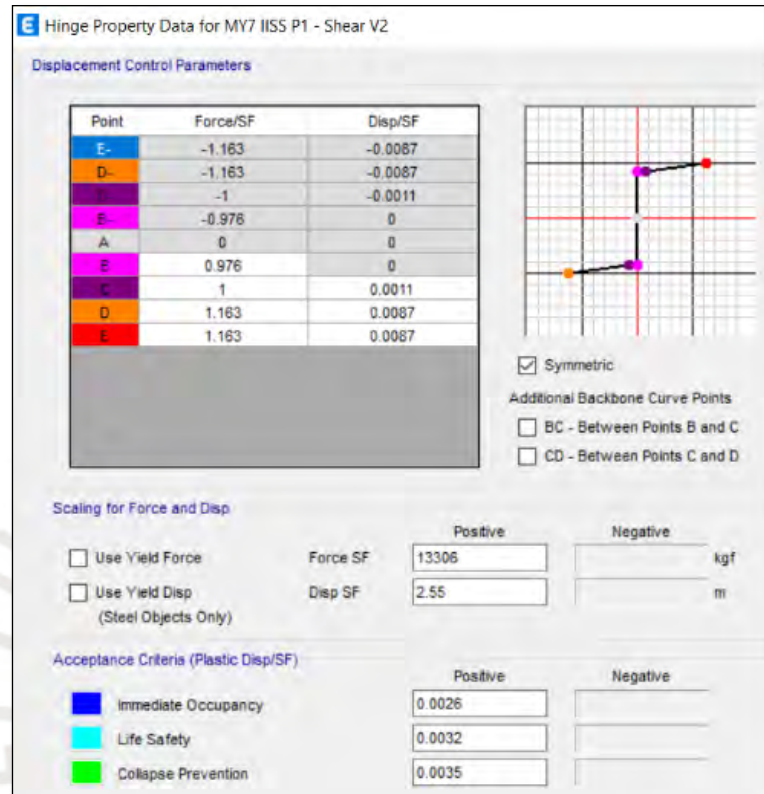 Hinge Property Data for MY7 IISS P1 - Shear V2
Displacement Control Parameters
Point Force/SF Disp/SF
E- -1.163 -0.0087
D- -1.163 -0.0087
-1 -0.0011
B- -0.976 0
A 0 0
B 0.976 0
C 1 0.0011
D 1.163 0.0087
E 1.163 0.0087
Symmetric
Additional Backbone Curve Points
BC - Between Points B and C
CD - Between Points C and D
Scaling for Force and Disp
Positive Negative
Use Yield Force Force SF 13306 kgf
Use Yield Disp Disp SF 2.55 m
(Steel Objects Only)
Acceptance Criteria (Plastic Disp/SF)
Positive Negative
Immediate Occupancy 0.0026
Life Safety 0.0032
Collapse Prevention 0.0035